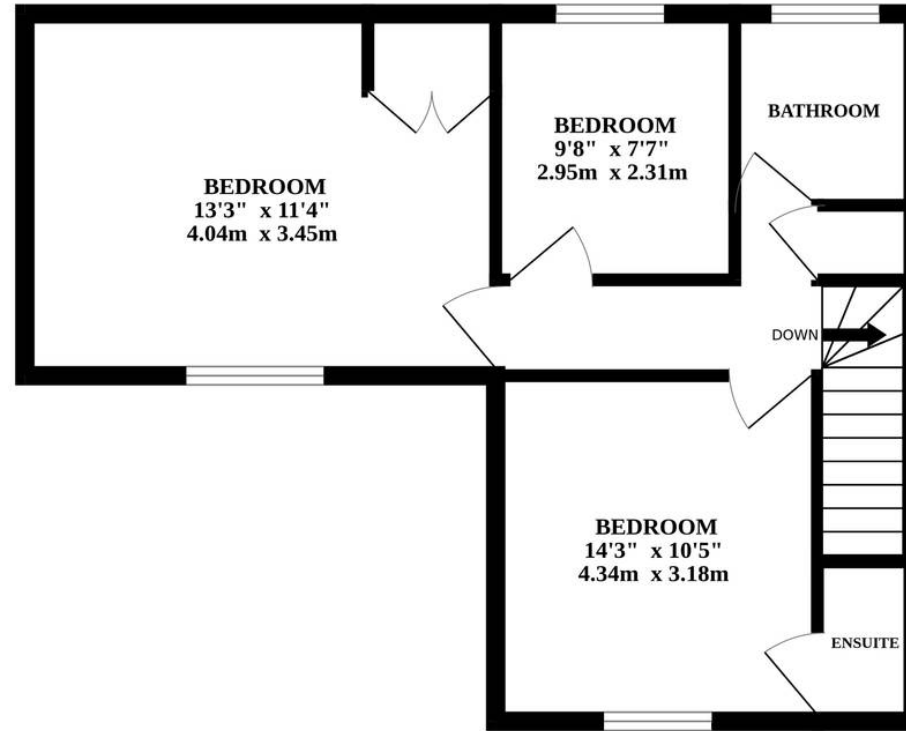 BATHROOM
BEDROOM
9'8" x 7'7"
2.95m x 2.31m
BEDROOM
13'3" x 11'4"
4.04m x 3.45m
DOWN
BEDROOM
14'3" x 10'5"
4.34m x 3.18m
ENSUITE